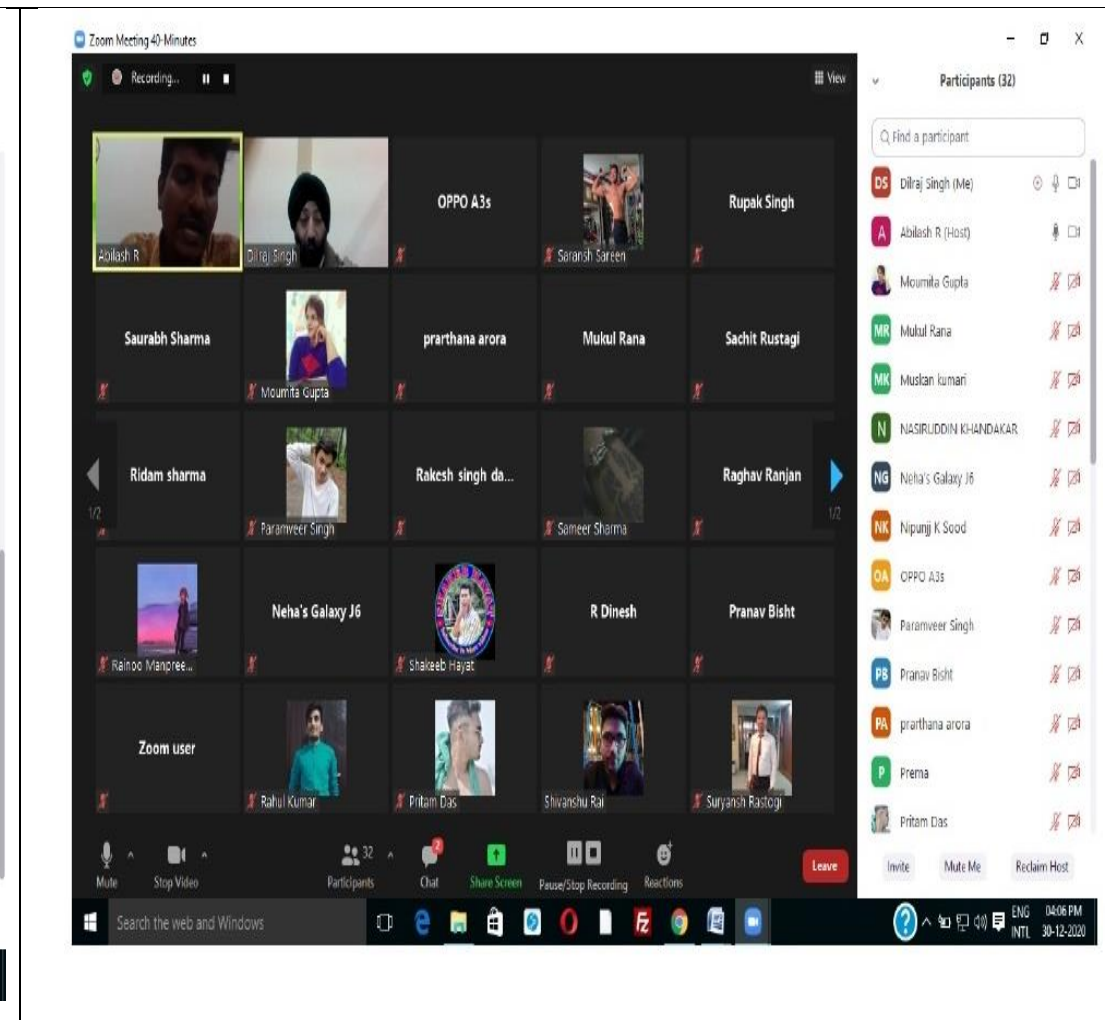 Zoom Meeting 40-Minutes
Recording...
View
Abilash R
Dilraj Singh
OPPO A3s
Saransh Sareen
Rupak Singh
Saurabh Sharma
Moumita Gupta
prarthana arora
Mukul Rana
Sachit Rustagi
Ridam sharma
Paramveer Singh
Rakesh singh da...
Sameer Sharma
Raghav Ranjan
1/2
1/2
Rainoo Manpree...
Neha's Galaxy J6
Shakeeb Hayat
R Dinesh
Pranav Bisht
Zoom user
Rahul Kumar
Pritam Das
Shivanshu Rai
Suryansh Rastogi
Mute
Stop Video
32
Participants
2
Chat
Share Screen
Pause/Stop Recording
Reactions
Leave
Participants (32)
Find a participant
DS Dilraj Singh (Me)
A Abilash R (Host)
Moumita Gupta
MR Mukul Rana
MK Muskan kumari
N NASIRUDDIN KHANDAKAR
NG Neha's Galaxy J6
NK Nipunjj K Sood
OA OPPO A3s
Paramveer Singh
PB Pranav Bisht
PA prarthana arora
P Prema
Pritam Das
Invite Mute Me Reclaim Host
Search the web and Windows
ENG 04:06 PM
INTL 30-12-2020